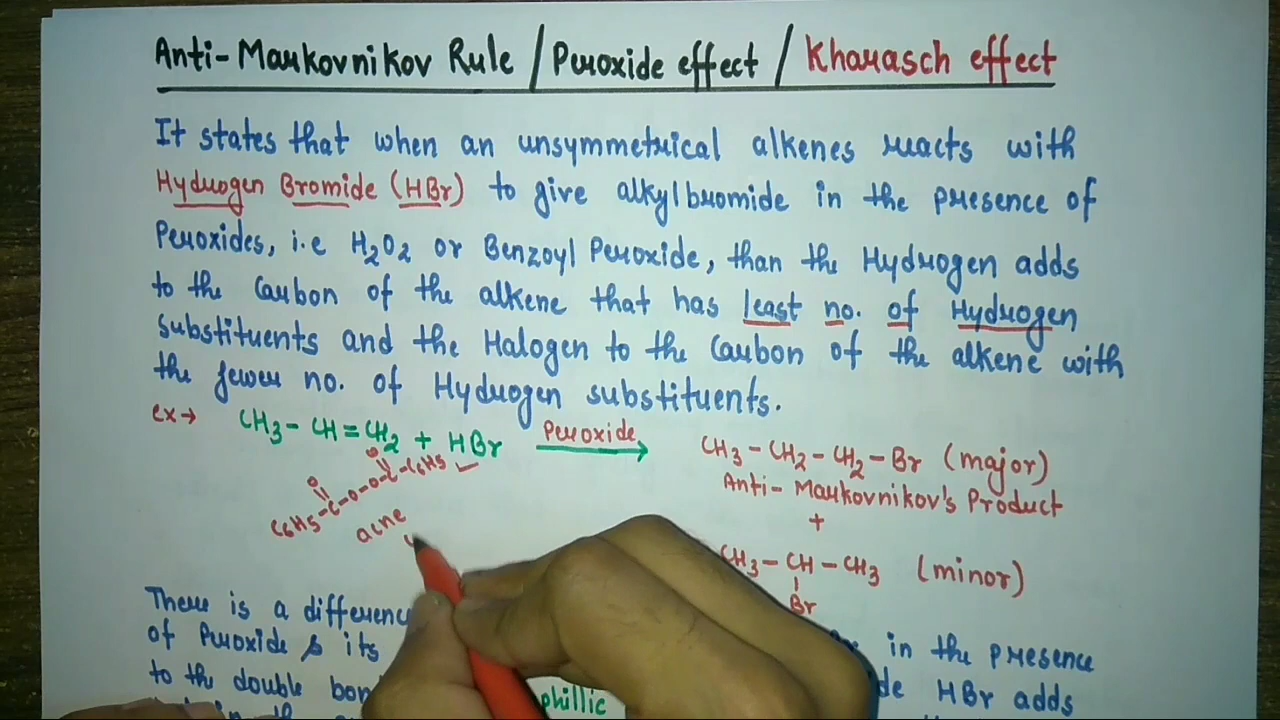 Anti-Markovnikov Rule / Peroxide effect / Kharasch effect
It states that when an unsymmetrical alkenes reacts with
Hydrogen Bromide (HBr) to give alkylbromide in the presence of
Peroxides, i.e H₂O₂ or Benzoyl Peroxide, than the Hydrogen adds
to the Carbon of the alkene that has least no. of Hydrogen
substituents and the Halogen to the Carbon of the alkene with
the fewer no. of Hydrogen substituents.
ex→ CH₃-CH=CH₂ + HBr Peroxide→ CH₃-CH₂-CH₂-Br (major)
Anti-Markovnikov's Product
+
CH₃-CH-CH₃ (minor)
Br
O O
C₆H₅-C-O-O-C-C₆H₅
acne
There is a differenc in the presence
of Peroxide & its
to the double bon phillic de HBr adds